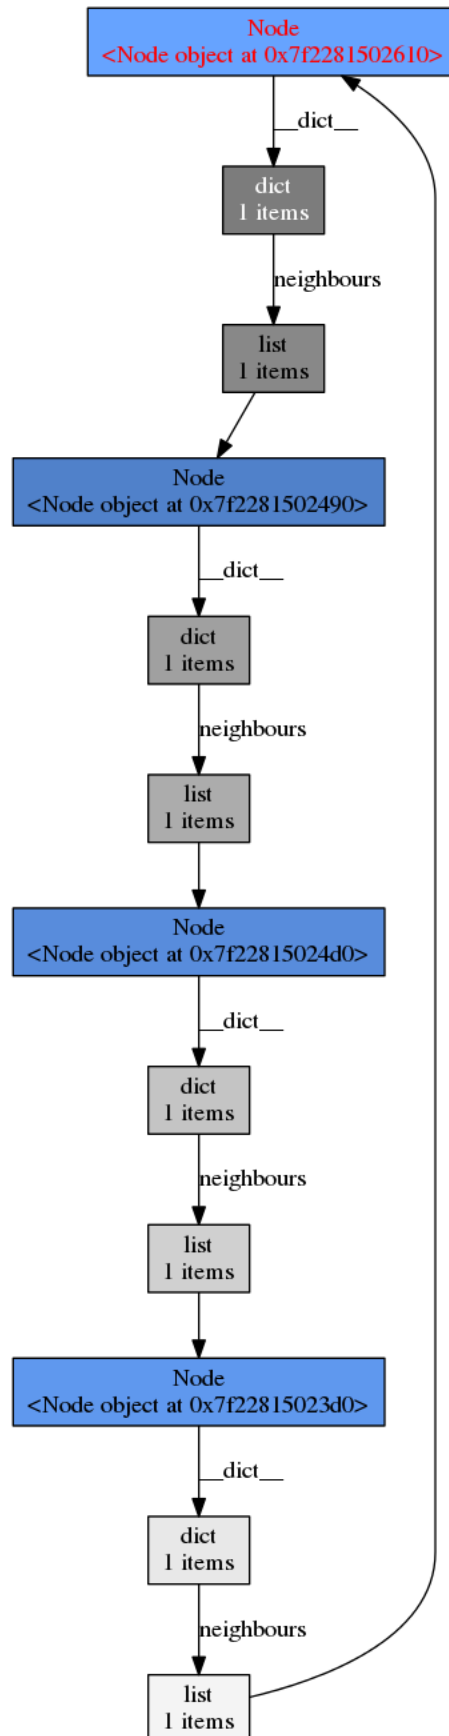 Node
<Node object at 0x7f2281502610>
__dict__
dict
1 items
neighbours
list
1 items
Node
<Node object at 0x7f2281502490>
__dict__
dict
1 items
neighbours
list
1 items
Node
<Node object at 0x7f22815024d0>
__dict__
dict
1 items
neighbours
list
1 items
Node
<Node object at 0x7f22815023d0>
__dict__
dict
1 items
neighbours
list
1 items